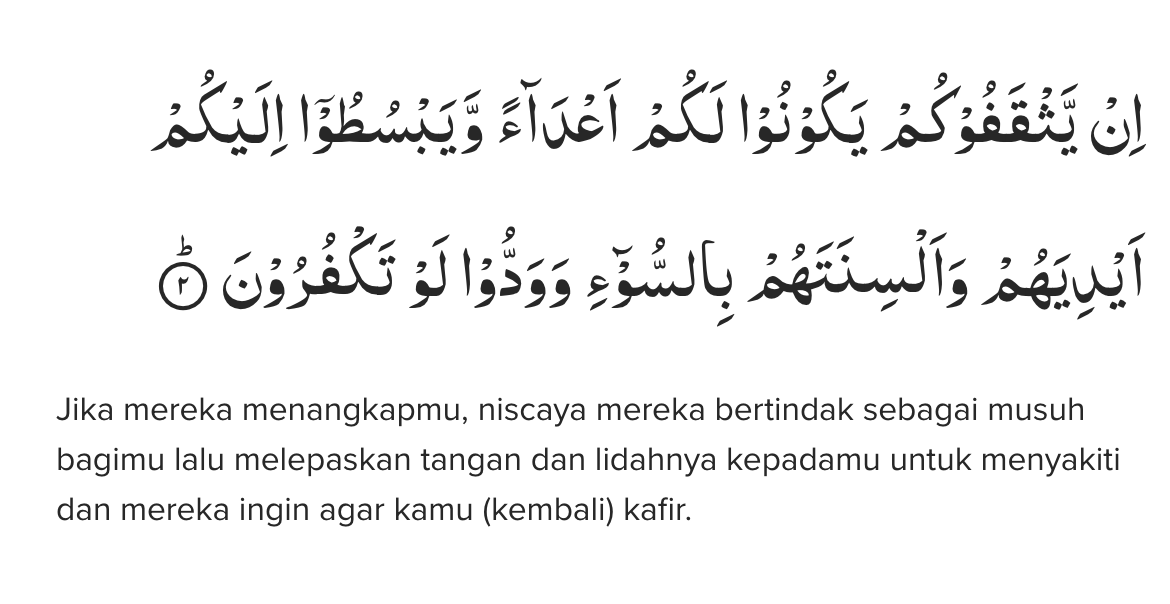 اِنْ يَّثْقَفُوْكُمْ يَكُوْنُوْا لَكُمْ اَعْدَاۤءً وَّيَبْسُطُوْٓا اِلَيْكُمْ
اَيْدِيَهُمْ وَاَلْسِنَتَهُمْ بِالسُّوْۤءِ وَوَدُّوْا لَوْ تَكْفُرُوْنَۗ ۝٢
Jika mereka menangkapmu, niscaya mereka bertindak sebagai musuh
bagimu lalu melepaskan tangan dan lidahnya kepadamu untuk menyakiti
dan mereka ingin agar kamu (kembali) kafir.